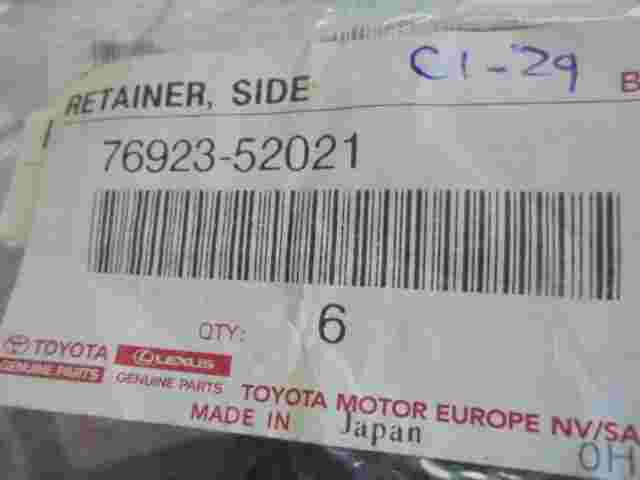 C1-29
B
RETAINER, SIDE
76923-52021
QTY: 6
TOYOTA LEXUS
GENUINE PARTS GENUINE PARTS
TOYOTA MOTOR EUROPE NV/SA
MADE IN Japan
0H